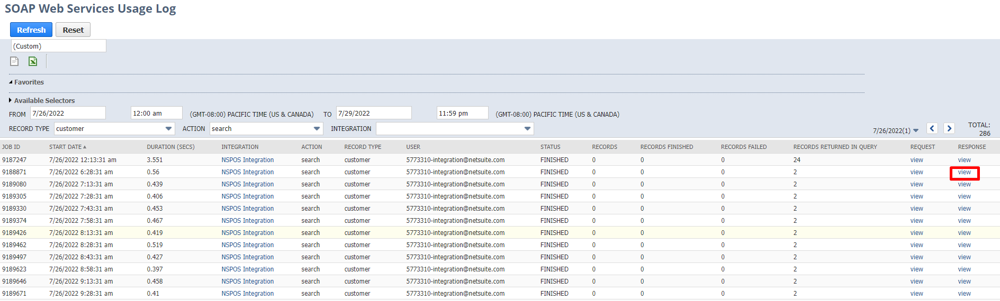 SOAP Web Services Usage Log
Refresh Reset
(Custom)
Favorites
Available Selectors
FROM 7/26/2022 12:00 am (GMT-08:00) PACIFIC TIME (US & CANADA) TO 7/29/2022 11:59 pm (GMT-08:00) PACIFIC TIME (US & CANADA)
RECORD TYPE customer ACTION search INTEGRATION 7/26/2022(1) TOTAL: 286
JOB ID START DATE DURATION (SECS) INTEGRATION ACTION RECORD TYPE USER STATUS RECORDS RECORDS FINISHED RECORDS FAILED RECORDS RETURNED IN QUERY REQUEST RESPONSE
9187247 7/26/2022 12:13:31 am 3.551 NSPOS Integration search customer 5773310-integration@netsuite.com FINISHED 0 0 0 24 view view
9188871 7/26/2022 6:28:31 am 0.56 NSPOS Integration search customer 5773310-integration@netsuite.com FINISHED 0 0 0 2 view view
9189080 7/26/2022 7:13:31 am 0.439 NSPOS Integration search customer 5773310-integration@netsuite.com FINISHED 0 0 0 2 view view
9189305 7/26/2022 7:28:31 am 0.406 NSPOS Integration search customer 5773310-integration@netsuite.com FINISHED 0 0 0 2 view view
9189330 7/26/2022 7:43:31 am 0.453 NSPOS Integration search customer 5773310-integration@netsuite.com FINISHED 0 0 0 2 view view
9189374 7/26/2022 7:58:31 am 0.467 NSPOS Integration search customer 5773310-integration@netsuite.com FINISHED 0 0 0 2 view view
9189426 7/26/2022 8:13:31 am 0.419 NSPOS Integration search customer 5773310-integration@netsuite.com FINISHED 0 0 0 2 view view
9189462 7/26/2022 8:28:31 am 0.519 NSPOS Integration search customer 5773310-integration@netsuite.com FINISHED 0 0 0 2 view view
9189497 7/26/2022 8:43:31 am 0.427 NSPOS Integration search customer 5773310-integration@netsuite.com FINISHED 0 0 0 2 view view
9189623 7/26/2022 8:58:31 am 0.397 NSPOS Integration search customer 5773310-integration@netsuite.com FINISHED 0 0 0 2 view view
9189646 7/26/2022 9:13:31 am 0.458 NSPOS Integration search customer 5773310-integration@netsuite.com FINISHED 0 0 0 2 view view
9189671 7/26/2022 9:28:31 am 0.41 NSPOS Integration search customer 5773310-integration@netsuite.com FINISHED 0 0 0 2 view view